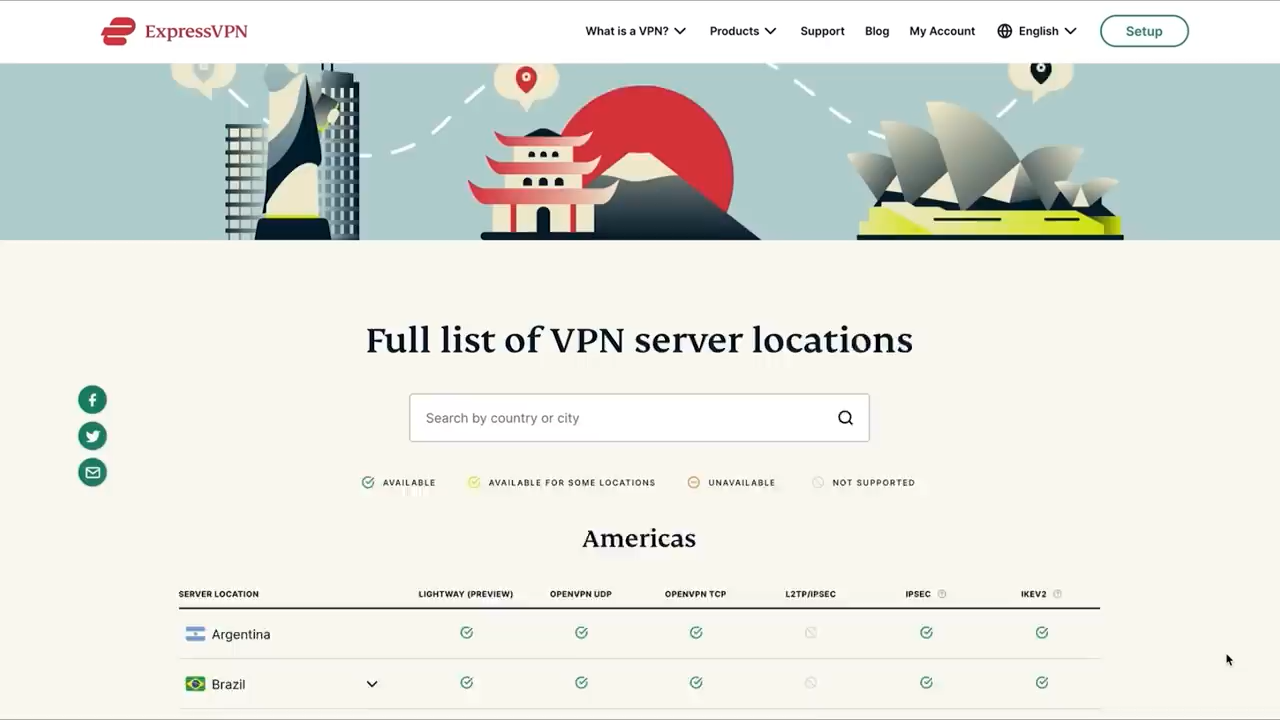 ExpressVPN
What is a VPN? Products Support Blog My Account English Setup
Full list of VPN server locations
Search by country or city
AVAILABLE AVAILABLE FOR SOME LOCATIONS UNAVAILABLE NOT SUPPORTED
Americas
SERVER LOCATION LIGHTWAY (PREVIEW) OPENVPN UDP OPENVPN TCP L2TP/IPSEC IPSEC IKEV2
Argentina
Brazil